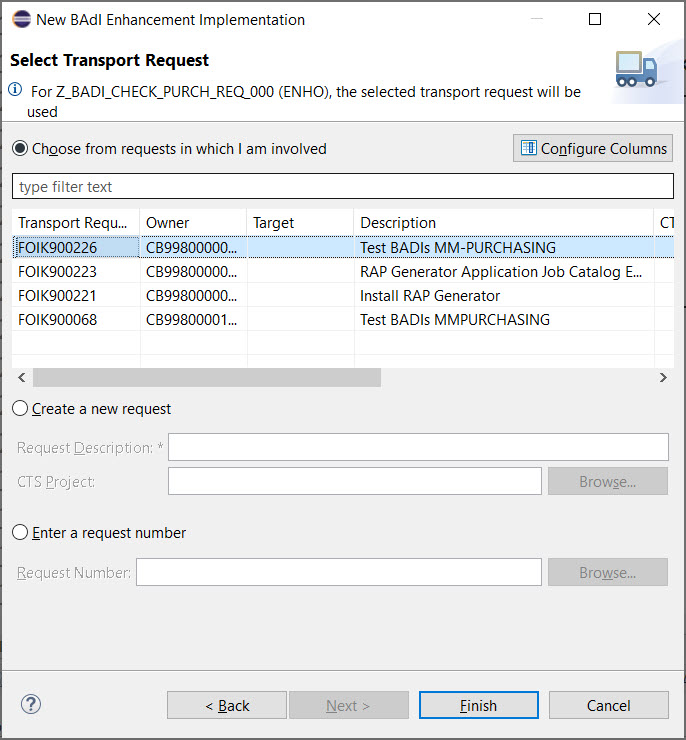 New BAdI Enhancement Implementation
Select Transport Request
For Z_BADI_CHECK_PURCH_REQ_000 (ENHO), the selected transport request will be
used
Choose from requests in which I am involved
Configure Columns
type filter text
Transport Requ... Owner Target Description CT
FOIK900226 CB99800000... Test BADIs MM-PURCHASING
FOIK900223 CB99800000... RAP Generator Application Job Catalog E...
FOIK900221 CB99800000... Install RAP Generator
FOIK900068 CB99800001... Test BADIs MMPURCHASING
Create a new request
Request Description: *
CTS Project: Browse...
Enter a request number
Request Number: Browse...
? < Back Next > Finish Cancel